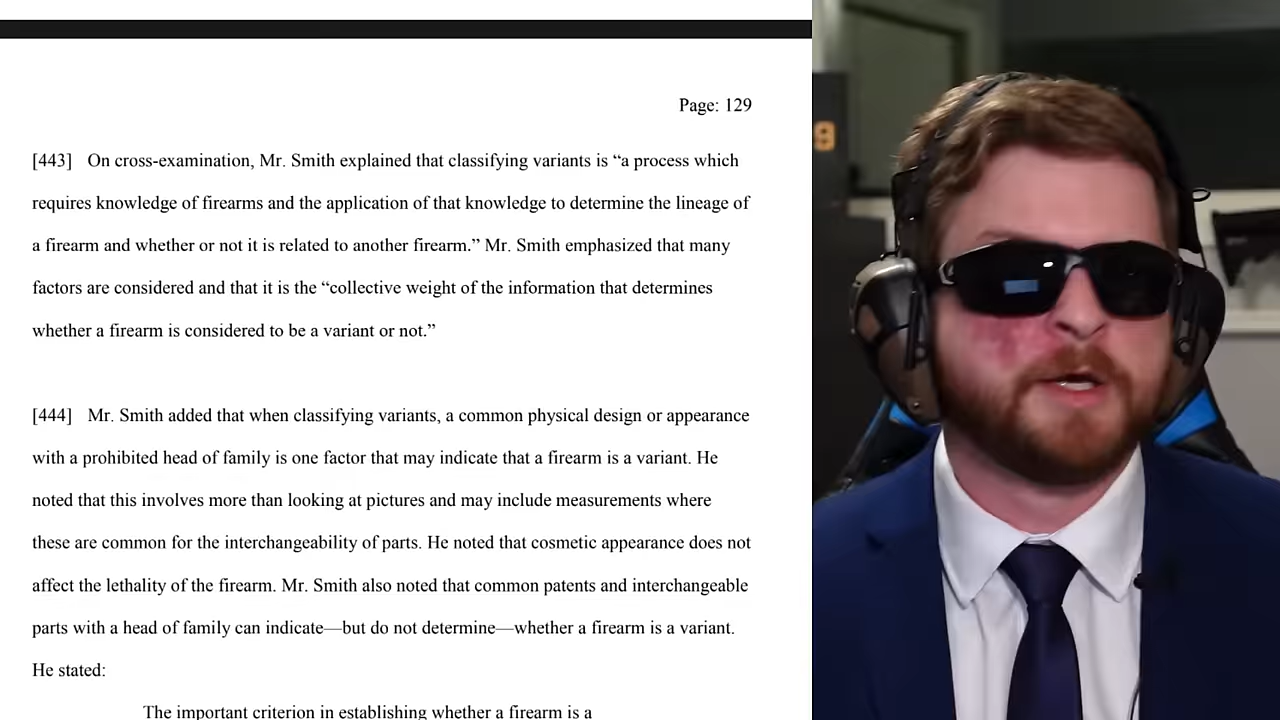 Page: 129
[443] On cross-examination, Mr. Smith explained that classifying variants is “a process which
requires knowledge of firearms and the application of that knowledge to determine the lineage of
a firearm and whether or not it is related to another firearm.” Mr. Smith emphasized that many
factors are considered and that it is the “collective weight of the information that determines
whether a firearm is considered to be a variant or not.”
[444] Mr. Smith added that when classifying variants, a common physical design or appearance
with a prohibited head of family is one factor that may indicate that a firearm is a variant. He
noted that this involves more than looking at pictures and may include measurements where
these are common for the interchangeability of parts. He noted that cosmetic appearance does not
affect the lethality of the firearm. Mr. Smith also noted that common patents and interchangeable
parts with a head of family can indicate—but do not determine—whether a firearm is a variant.
He stated:
The important criterion in establishing whether a firearm is a
9